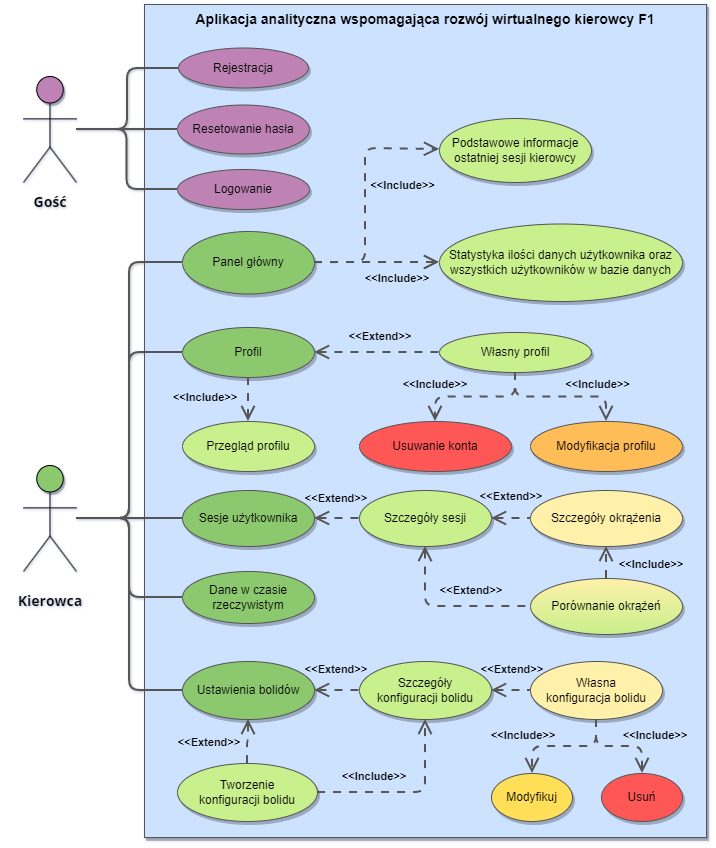 Aplikacja analityczna wspomagająca rozwój wirtualnego kierowcy F1
Rejestracja
Resetowanie hasła
Logowanie
Gość
Podstawowe informacje
ostatniej sesji kierowcy
<<Include>>
Panel główny
Statystyka ilości danych użytkownika oraz
wszystkich użytkowników w bazie danych
<<Include>>
Profil
<<Extend>>
Własny profil
<<Include>>
<<Include>>
<<Include>>
Przegląd profilu
Usuwanie konta
Modyfikacja profilu
Sesje użytkownika
<<Extend>>
Szczegóły sesji
<<Extend>>
Szczegóły okrążenia
<<Include>>
<<Extend>>
Dane w czasie
rzeczywistym
Porównanie okrążeń
Kierowca
Ustawienia bolidów
<<Extend>>
Szczegóły
konfiguracji bolidu
<<Extend>>
Własna
konfiguracja bolidu
<<Extend>>
<<Include>>
<<Include>>
<<Include>>
Tworzenie
konfiguracji bolidu
Modyfikuj
Usuń